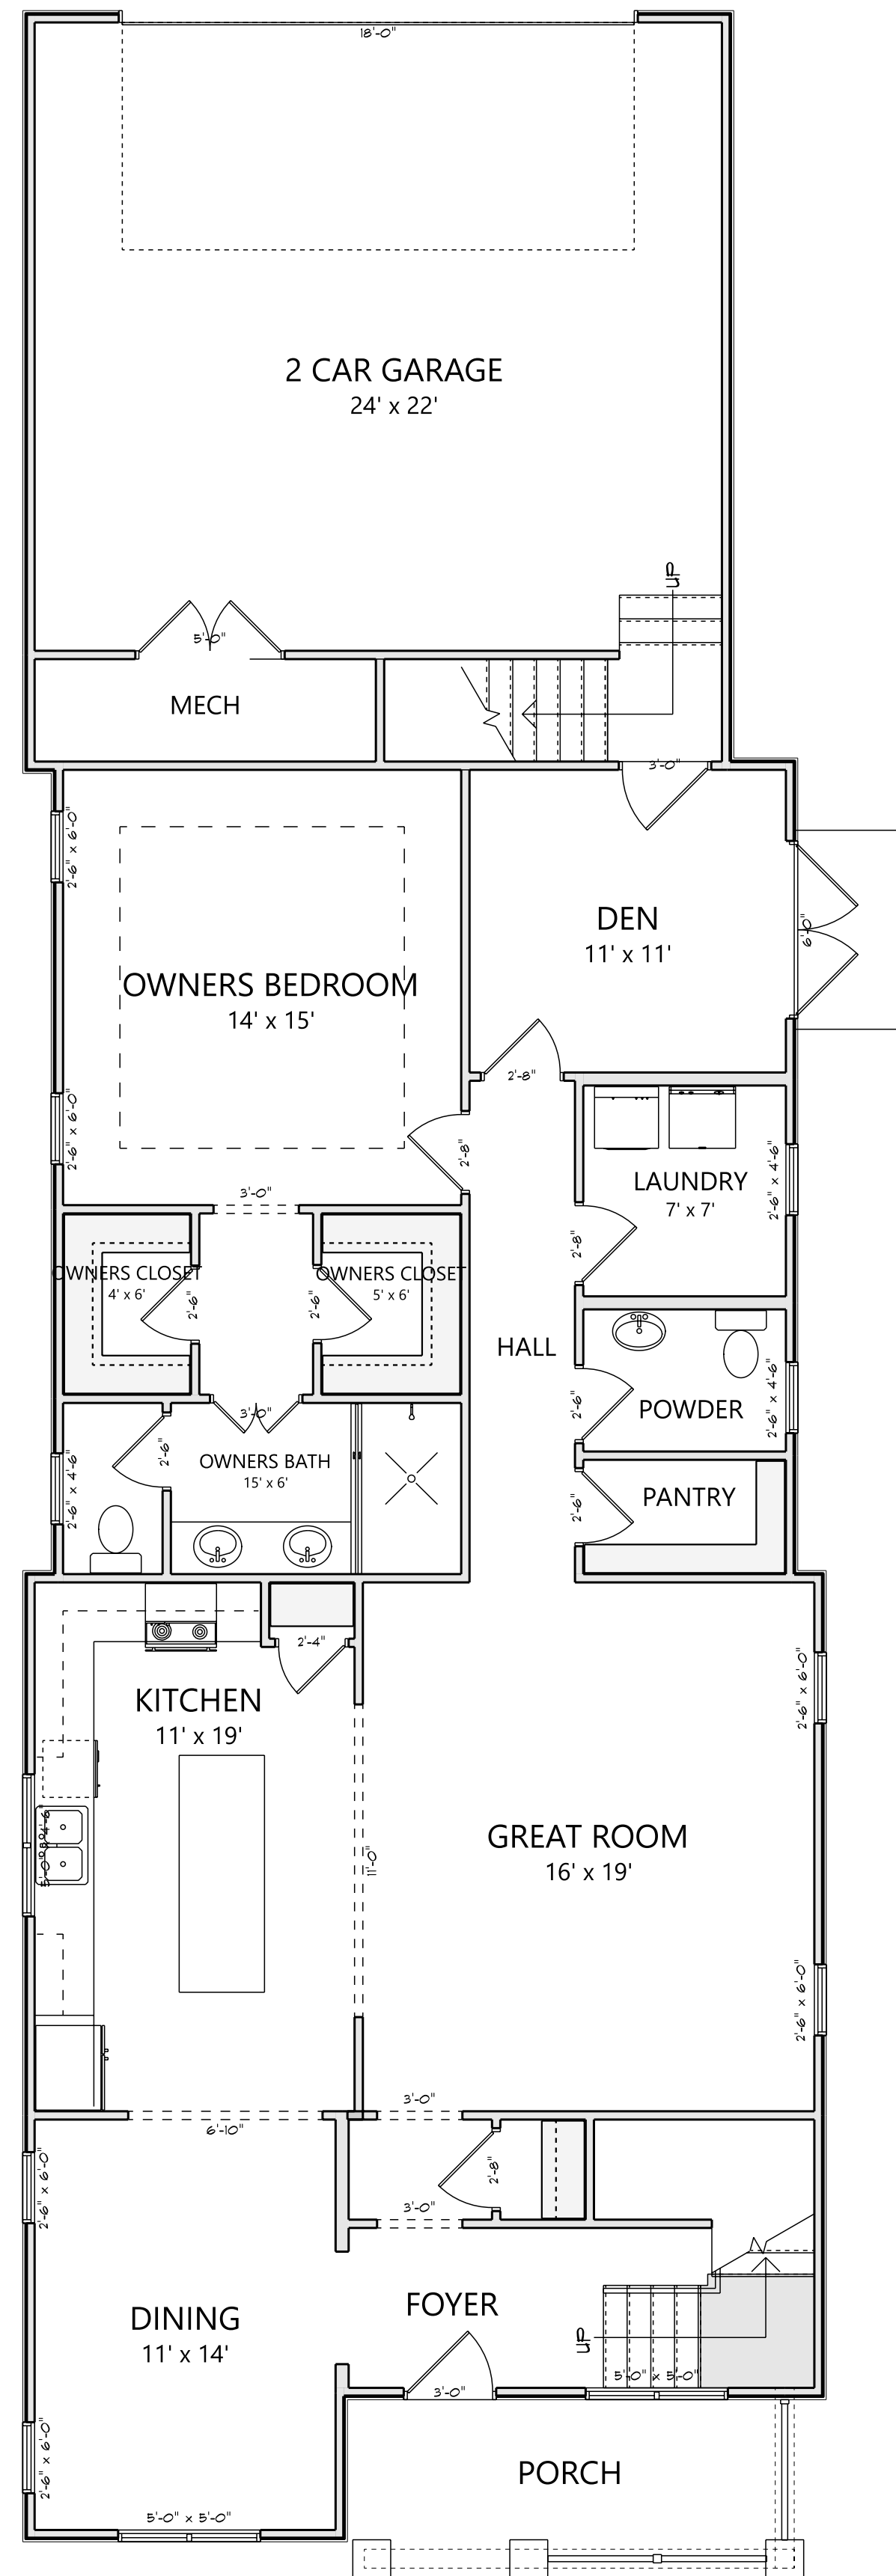 18'-0"
2 CAR GARAGE
24' x 22'
UP
5'-0"
MECH
3'-0"
2'-6" x 6'-0
DEN
11' x 11'
6'-0"
OWNERS BEDROOM
14' x 15'
2'-8"
2'-6" x 6'-0"
2'-8"
LAUNDRY
7' x 7'
2'-6" x 4'-6"
3'-0"
2'-8"
OWNERS CLOSET
4' x 6'
2'-6"
2'-6"
OWNERS CLOSET
5' x 6'
HALL
2'-6"
POWDER
2'-6" x 4'-6"
3'-0"
2'-6"
OWNERS BATH
15' x 6'
2'-6" x 4'-6"
2'-6"
PANTRY
2'-4"
KITCHEN
11' x 19'
2'-6" x 6'-0"
GREAT ROOM
16' x 19'
11'-0"
2'-6" x 6'-0"
3'-0"
6'-10"
2'-6" x 6'-0"
2'-8"
3'-0"
FOYER
DINING
11' x 14'
UP
5'-0" x 5'-0"
3'-0"
2'-6" x 6'-0"
PORCH
5'-0" x 5'-0"